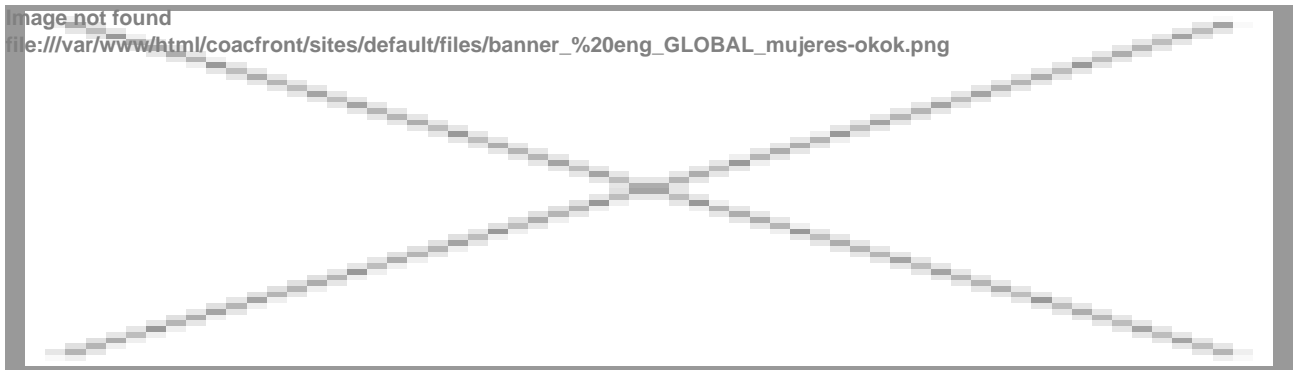 Image not found
file:///var/www/html/coacfront/sites/default/files/banner_%20eng_GLOBAL_mujeres-okok.png